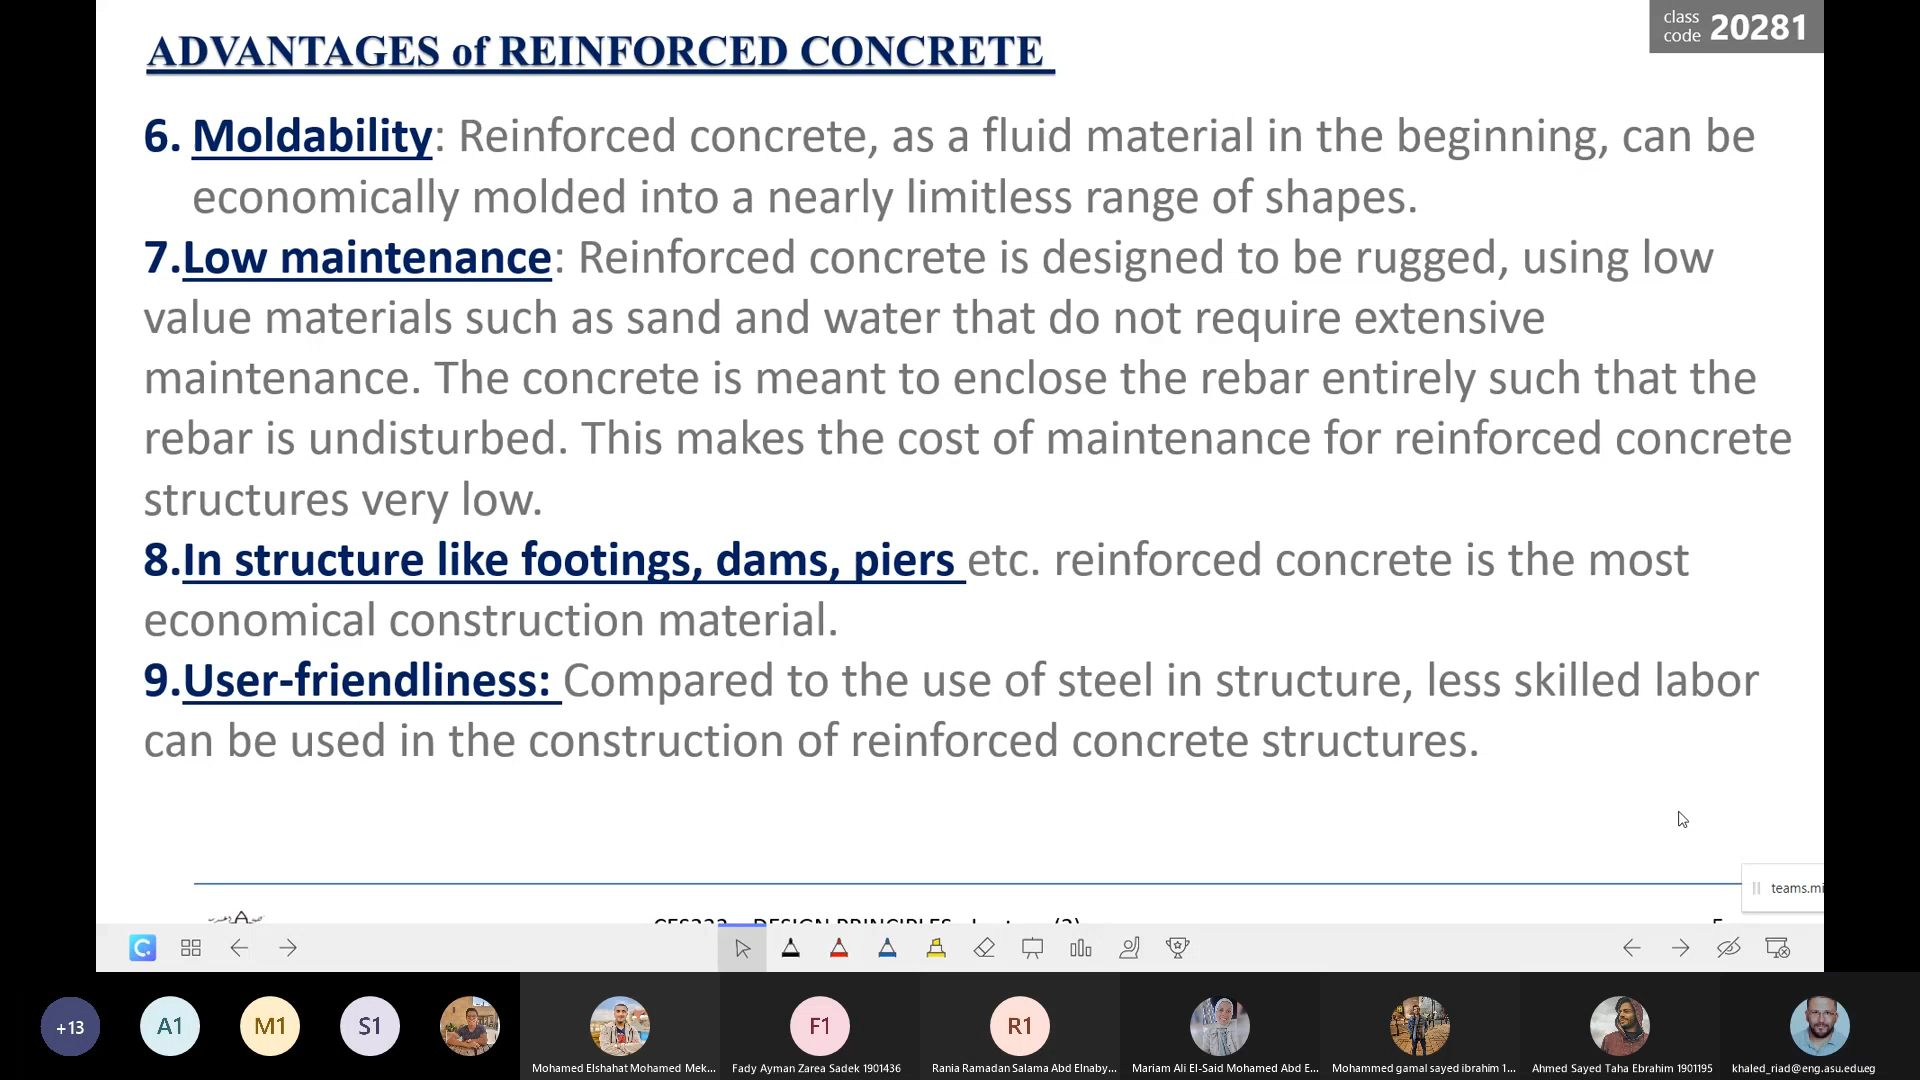 class
code 20281
ADVANTAGES of REINFORCED CONCRETE
6. Moldability: Reinforced concrete, as a fluid material in the beginning, can be
economically molded into a nearly limitless range of shapes.
7.Low maintenance: Reinforced concrete is designed to be rugged, using low
value materials such as sand and water that do not require extensive
maintenance. The concrete is meant to enclose the rebar entirely such that the
rebar is undisturbed. This makes the cost of maintenance for reinforced concrete
structures very low.
8.In structure like footings, dams, piers etc. reinforced concrete is the most
economical construction material.
9.User-friendliness: Compared to the use of steel in structure, less skilled labor
can be used in the construction of reinforced concrete structures.
teams.mi
DESIGN PRINCIPLES
+13 A1 M1 S1 F1 R1
Mohamed Elshahat Mohamed Mek... Fady Ayman Zarea Sadek 1901436 Rania Ramadan Salama Abd Elnaby... Mariam Ali El-Said Mohamed Abd E... Mohammed gamal sayed ibrahim 1... Ahmed Sayed Taha Ebrahim 1901195 khaled_riad@eng.asu.edu.eg